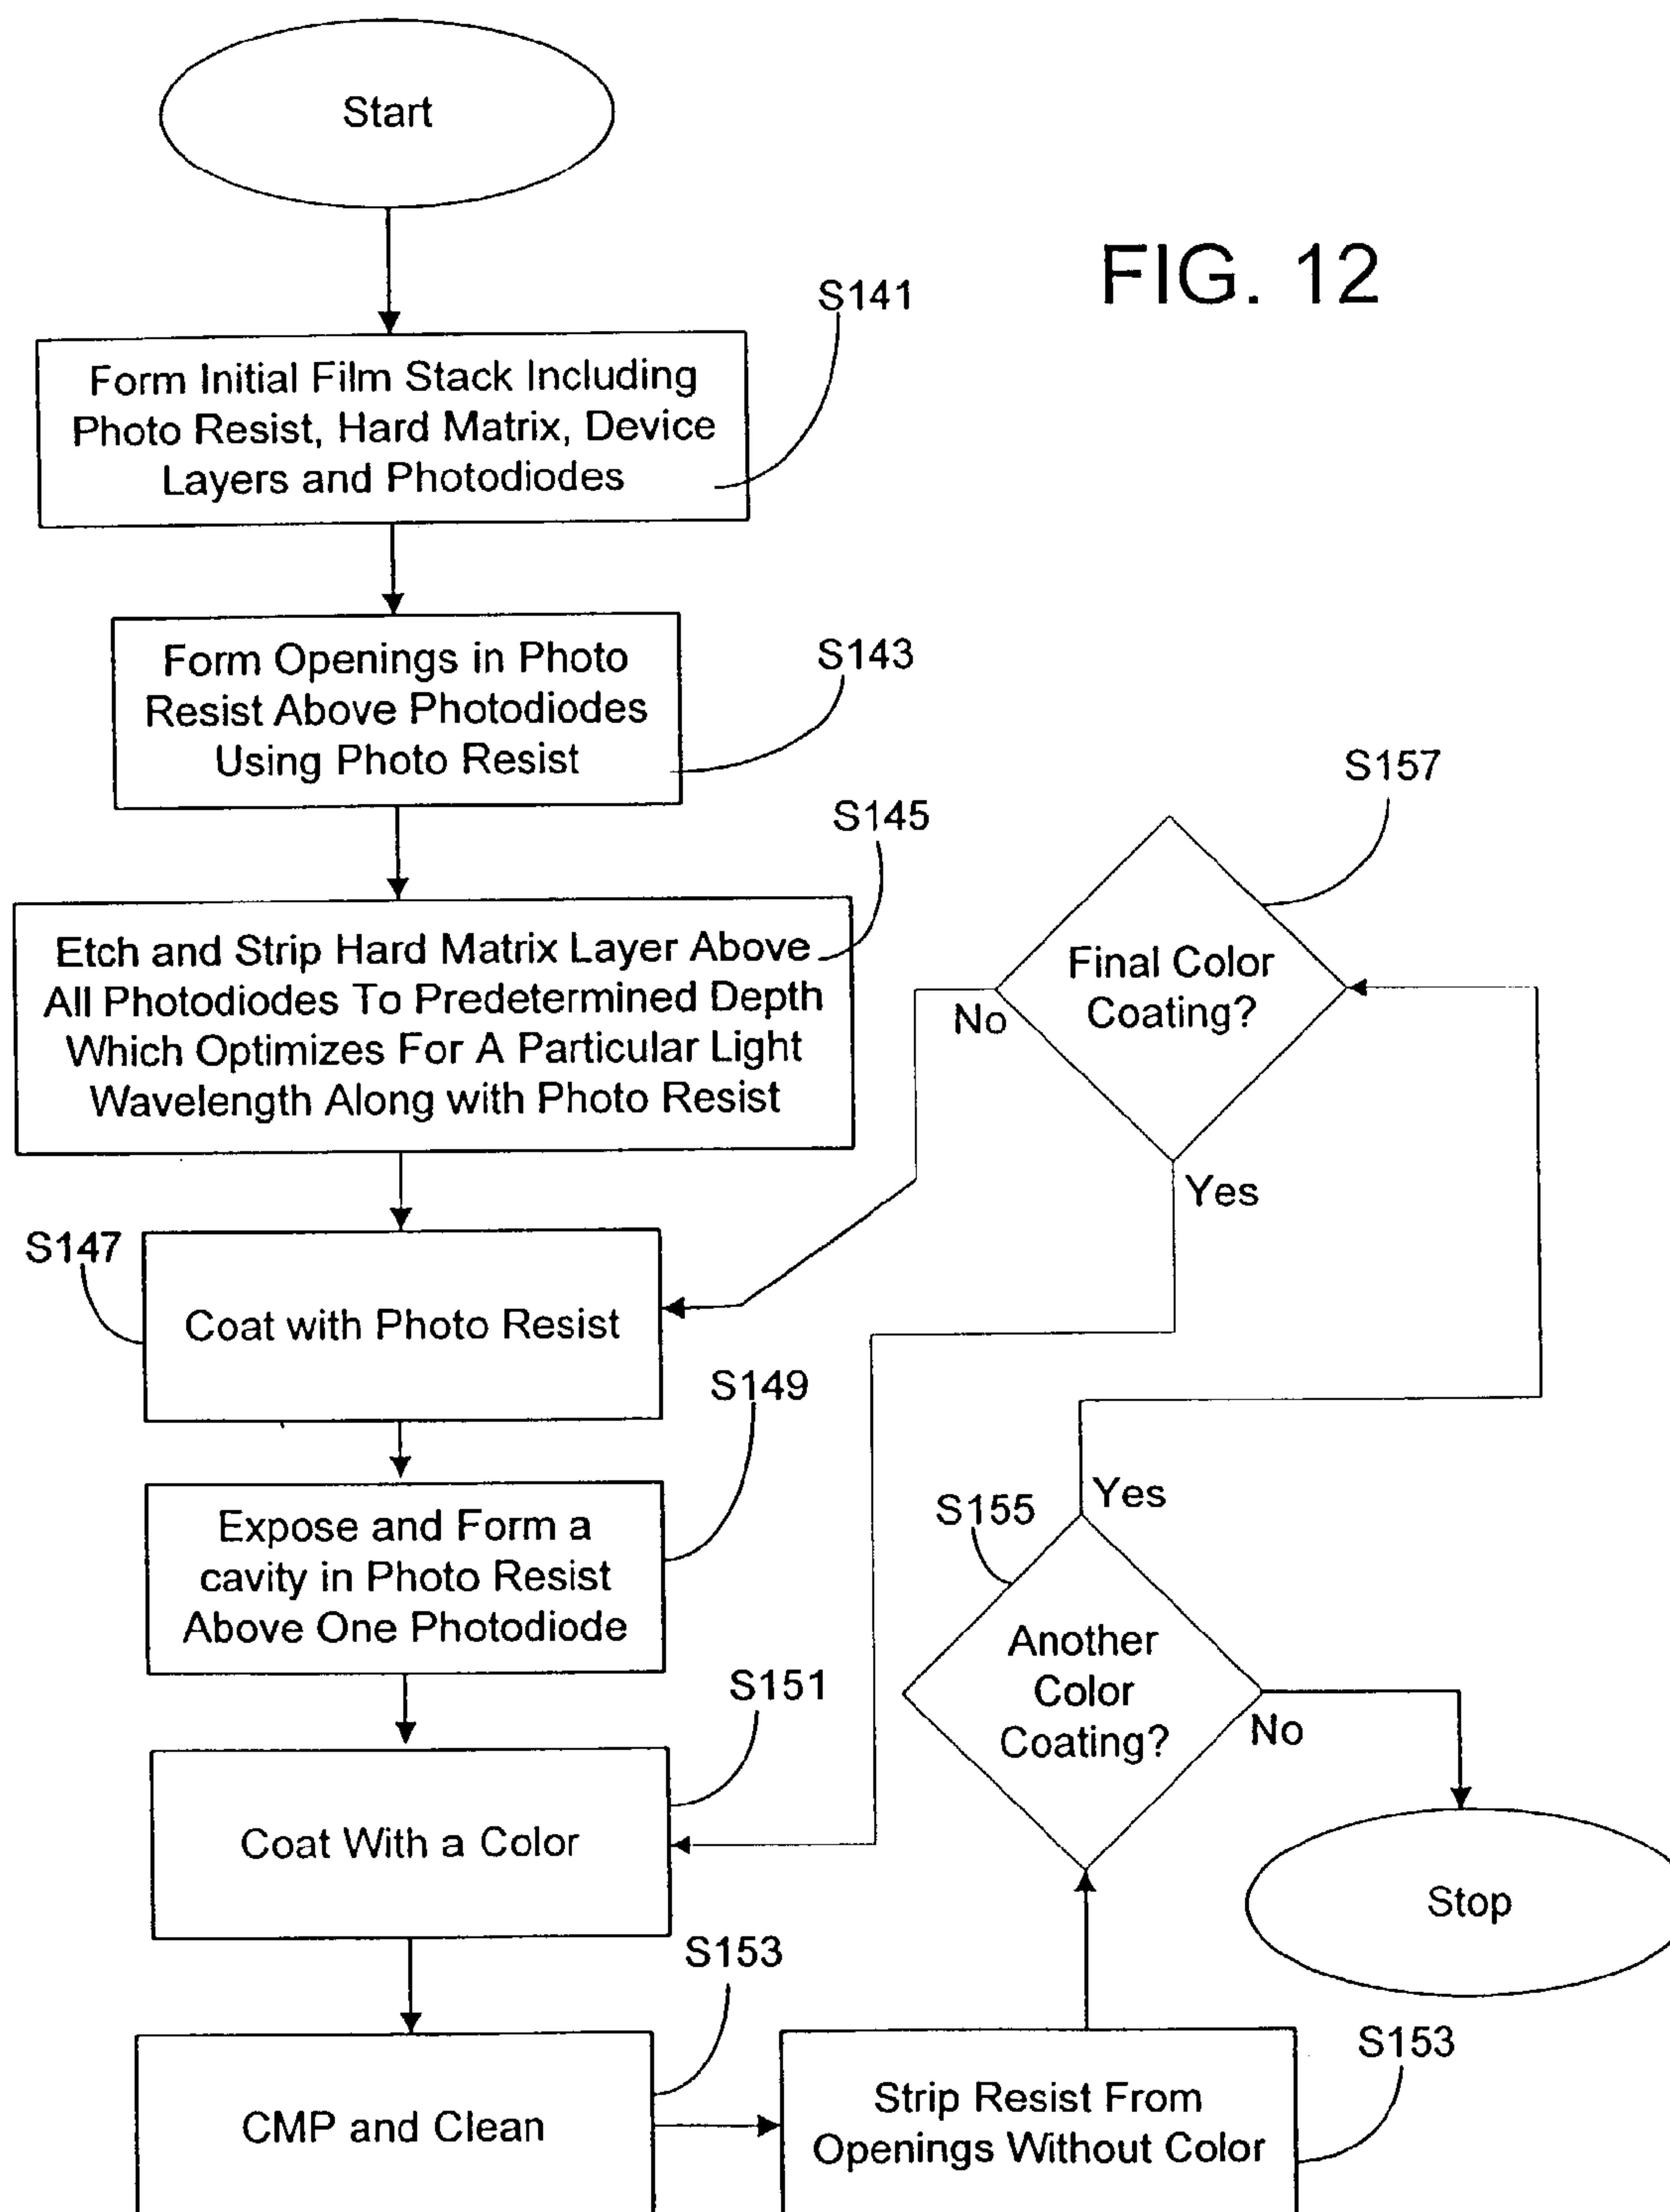 Start
FIG. 12
S141
Form Initial Film Stack Including
Photo Resist, Hard Matrix, Device
Layers and Photodiodes
S143
Form Openings in Photo
Resist Above Photodiodes
Using Photo Resist
S145
Etch and Strip Hard Matrix Layer Above
All Photodiodes To Predetermined Depth
Which Optimizes For A Particular Light
Wavelength Along with Photo Resist
S147
Coat with Photo Resist
S149
Expose and Form a
cavity in Photo Resist
Above One Photodiode
S151
Coat With a Color
S153
CMP and Clean
S153
Strip Resist From
Openings Without Color
S155
Another
Color
Coating?
Yes
No
Stop
S157
Final Color
Coating?
No
Yes